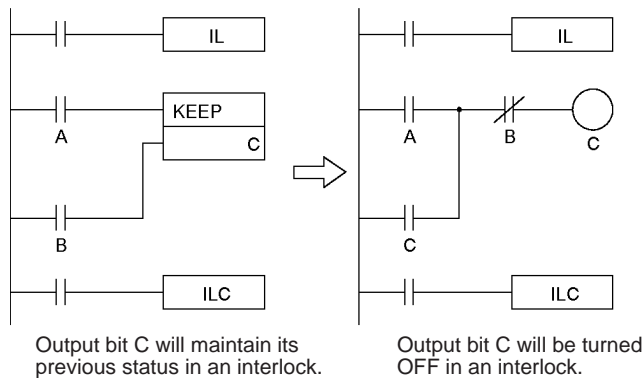 IL
IL
KEEP
A
C
A
B
C
B
C
ILC
ILC
Output bit C will maintain its
previous status in an interlock.
Output bit C will be turned
OFF in an interlock.